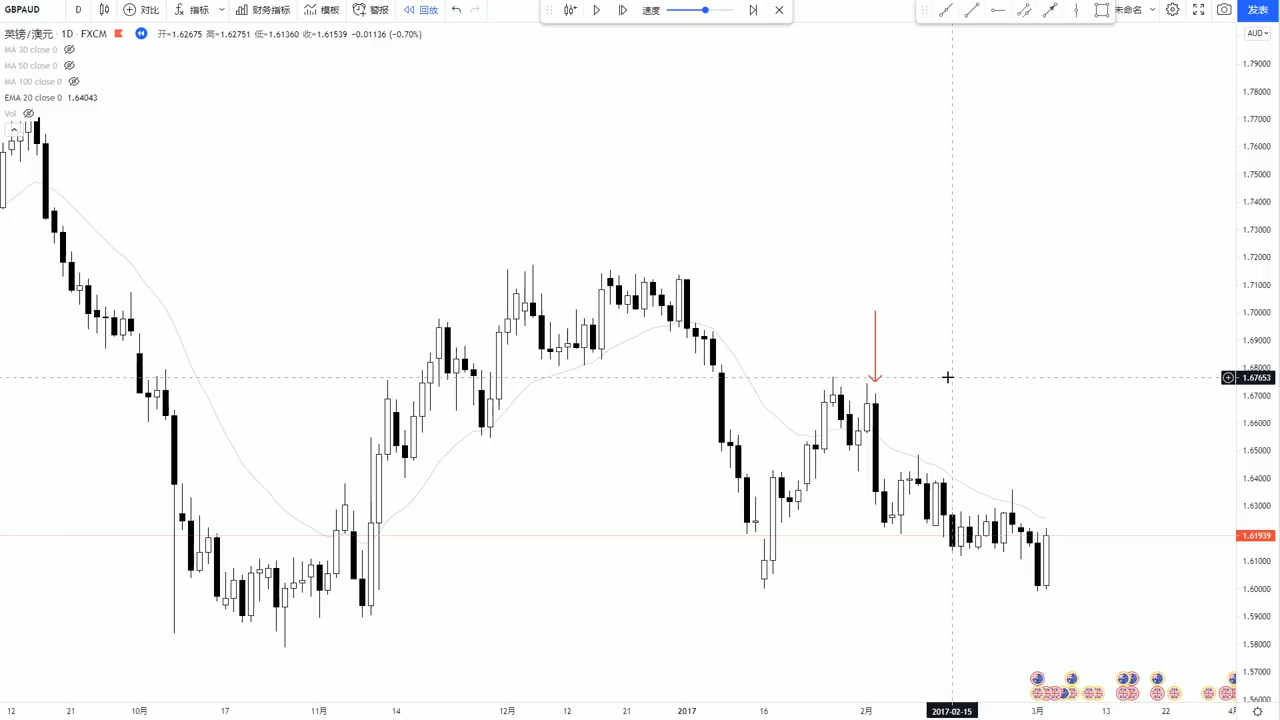 GBPAUD D 对比 指标 财务指标 模板 警报 回放 速度 未命名 发表
英镑/澳元 · 1D · FXCM 开=1.62675 高=1.62751 低=1.61360 收=1.61539 -0.01136 (-0.70%)
AUD
MA 30 close 0
MA 50 close 0
MA 100 close 0
EMA 20 close 0 1.64043
Vol
1.79000
1.78000
1.77000
1.76000
1.75000
1.74000
1.73000
1.72000
1.71000
1.70000
1.69000
1.68000
1.67653
1.67000
1.66000
1.65000
1.64000
1.63000
1.61939
1.61000
1.60000
1.59000
1.58000
1.57000
1.56000
12 21 10月 17 11月 14 12月 12 21 2017 16 2月 2017-02-15 3月 13 22